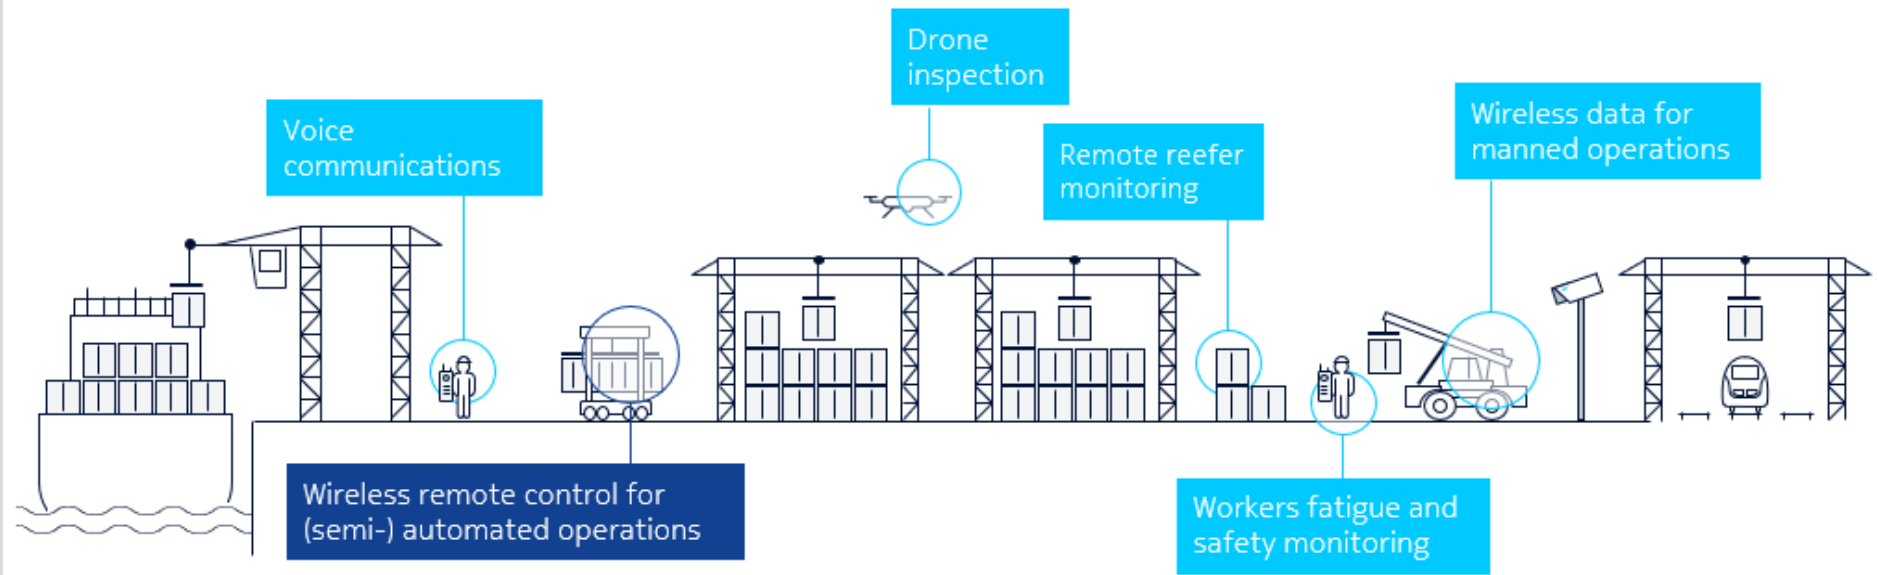 Drone
inspection
Voice
communications
Remote reefer
monitoring
Wireless data for
manned operations
Wireless remote control for
(semi-) automated operations
Workers fatigue and
safety monitoring